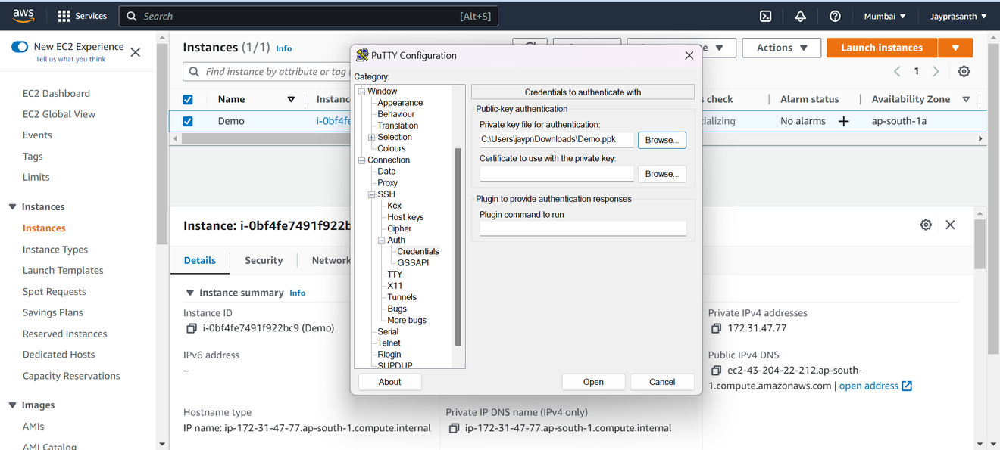 aws Services Search [Alt+S] Mumbai ▼ Jayprasanth ▼
New EC2 Experience
Tell us what you think
EC2 Dashboard
EC2 Global View
Events
Tags
Limits
Instances
Instances
Instance Types
Launch Templates
Spot Requests
Savings Plans
Reserved Instances
Dedicated Hosts
Capacity Reservations
Images
AMIs
AMI Catalog
Instances (1/1) Info
Actions ▼ Launch instances ▼
Find instance by attribute or tag (
1
Name ▼ Instanc s check Alarm status Availability Zone
Demo i-0bf4fe ializing No alarms + ap-south-1a
PuTTY Configuration
Category:
Window
Appearance
Behaviour
Translation
Selection
Colours
Connection
Data
Proxy
SSH
Kex
Host keys
Cipher
Auth
Credentials
GSSAPI
TTY
X11
Tunnels
Bugs
More bugs
Serial
Telnet
Rlogin
SUPDUP
Credentials to authenticate with
Public-key authentication
Private key file for authentication:
C:\Users\jaypr\Downloads\Demo.ppk Browse...
Certificate to use with the private key:
Browse...
Plugin to provide authentication responses
Plugin command to run
About Open Cancel
Instance: i-0bf4fe7491f922b
Details Security Network
Instance summary Info
Instance ID
i-0bf4fe7491f922bc9 (Demo)
IPv6 address
–
Private IPv4 addresses
172.31.47.77
Public IPv4 DNS
ec2-43-204-22-212.ap-south-
1.compute.amazonaws.com | open address
Hostname type
IP name: ip-172-31-47-77.ap-south-1.compute.internal
Private IP DNS name (IPv4 only)
ip-172-31-47-77.ap-south-1.compute.internal